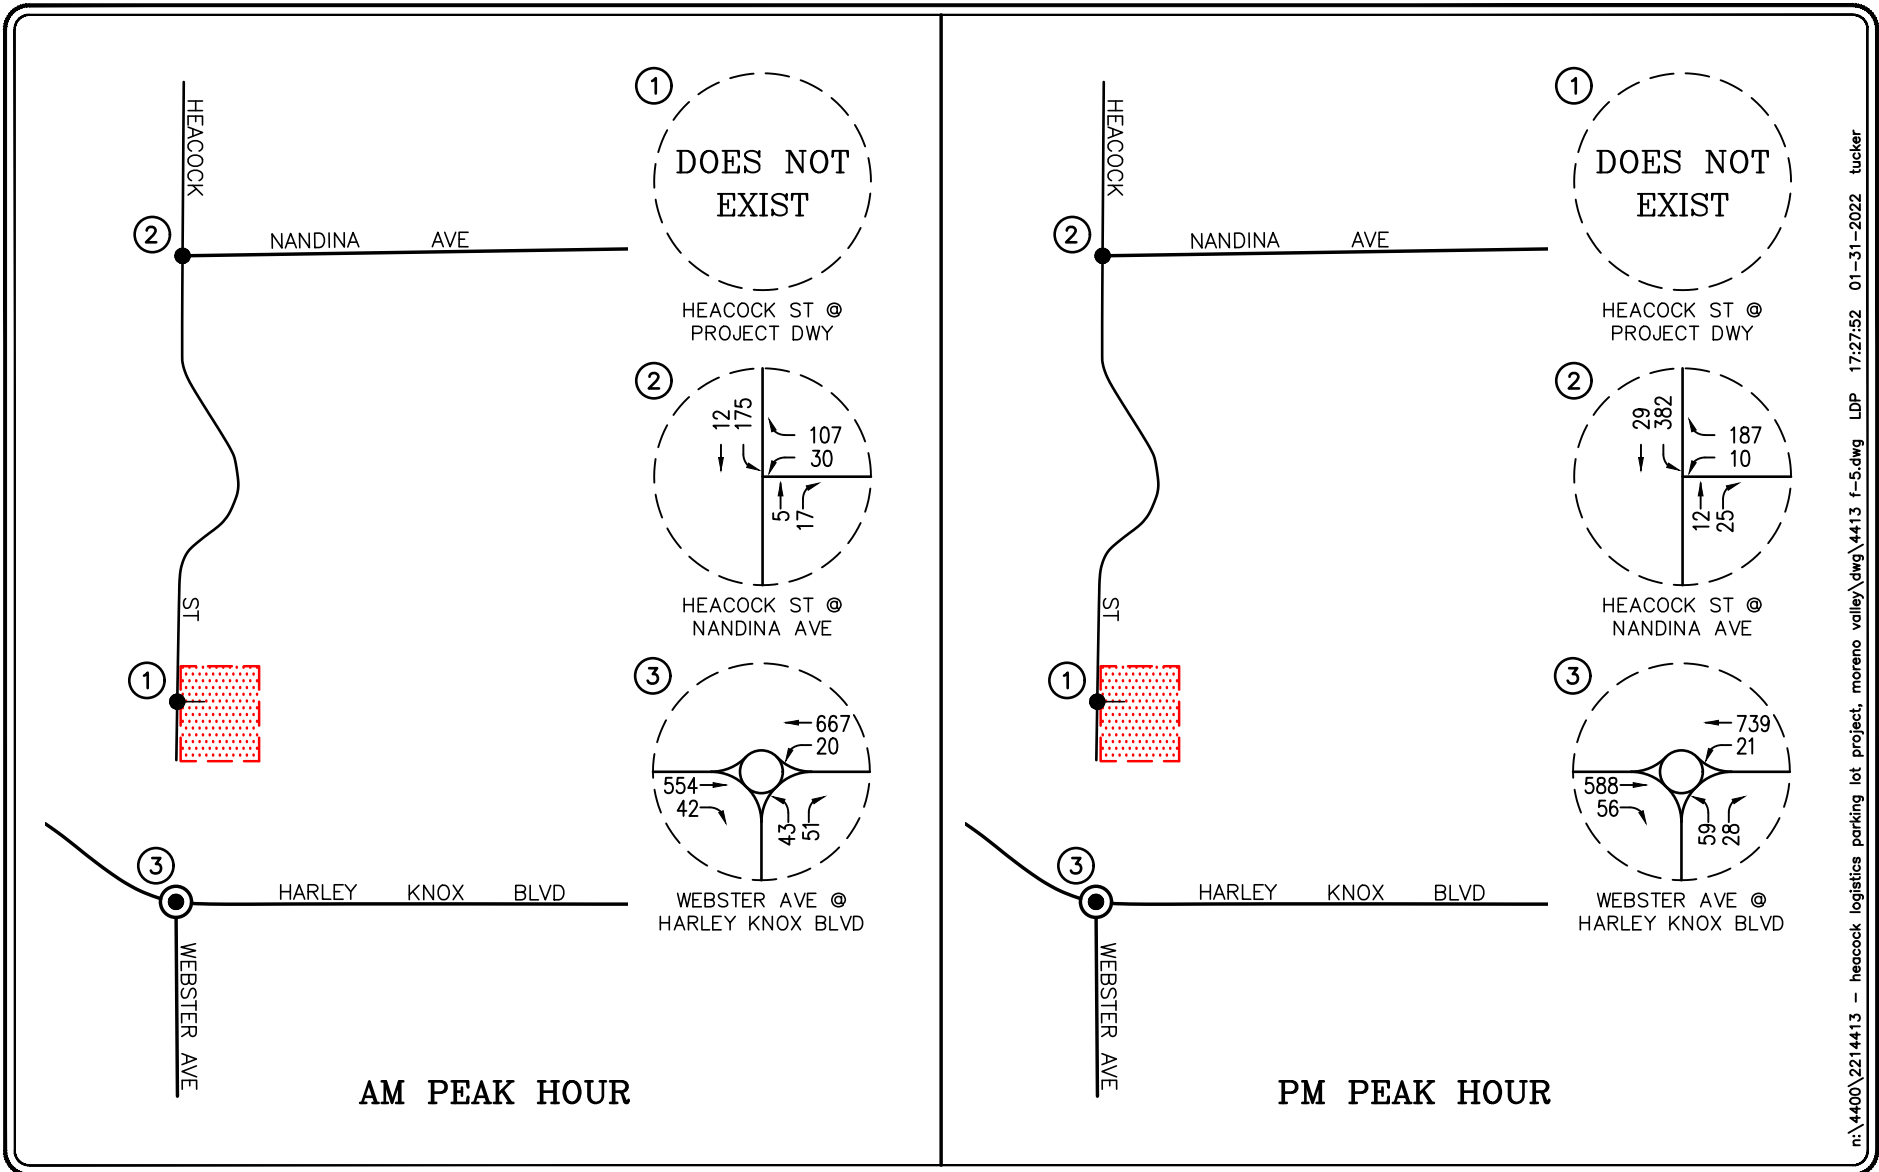 HEACOCK
2
NANDINA AVE
ST
1
3
HARLEY KNOX BLVD
WEBSTER AVE
1
DOES NOT
EXIST
HEACOCK ST @
PROJECT DWY
2
12
175
107
30
5
17
HEACOCK ST @
NANDINA AVE
3
667
20
554
42
43
51
WEBSTER AVE @
HARLEY KNOX BLVD
AM PEAK HOUR
HEACOCK
2
NANDINA AVE
ST
1
3
HARLEY KNOX BLVD
WEBSTER AVE
1
DOES NOT
EXIST
HEACOCK ST @
PROJECT DWY
2
29
382
187
10
12
25
HEACOCK ST @
NANDINA AVE
3
739
21
588
56
59
28
WEBSTER AVE @
HARLEY KNOX BLVD
PM PEAK HOUR
n:\4400\2214413 - heacock logistics parking lot project, moreno valley\dwg\4413 f-5.dwg LDP 17:27:52 01-31-2022 tucker